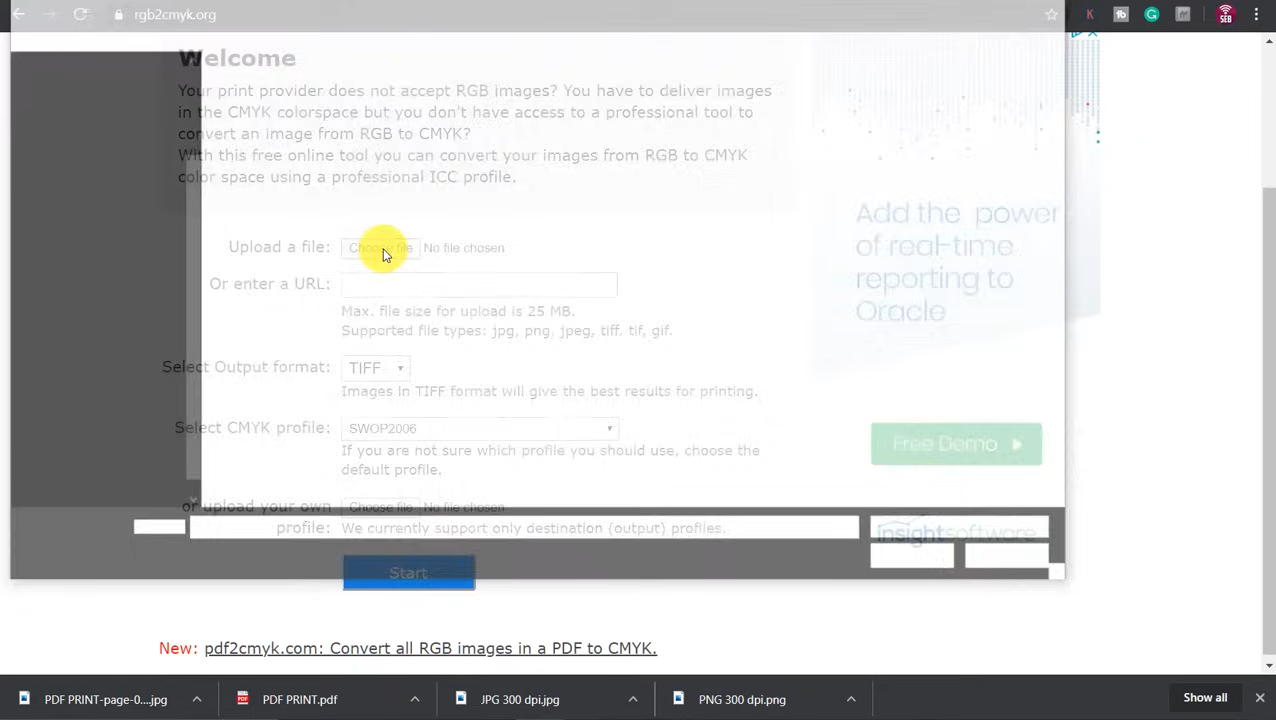 rgb2cmyk.org
Welcome
Your print provider does not accept RGB images? You have to deliver images
in the CMYK colorspace but you don't have access to a professional tool to
convert an image from RGB to CMYK?
With this free online tool you can convert your images from RGB to CMYK
color space using a professional ICC profile.
Upload a file: Choose file No file chosen
Or enter a URL:
Max. file size for upload is 25 MB.
Supported file types: jpg, png, jpeg, tiff, tif, gif.
Select Output format: TIFF
Images in TIFF format will give the best results for printing.
Select CMYK profile: SWOP2006
If you are not sure which profile you should use, choose the
default profile.
or upload your own profile: Choose file No file chosen
We currently support only destination (output) profiles.
Start
New: pdf2cmyk.com: Convert all RGB images in a PDF to CMYK.
Add the power
of real-time
reporting to
Oracle
Free Demo
insightsoftware
K
tb
G
SEB
PDF PRINT-page-0....jpg
PDF PRINT.pdf
JPG 300 dpi.jpg
PNG 300 dpi.png
Show all